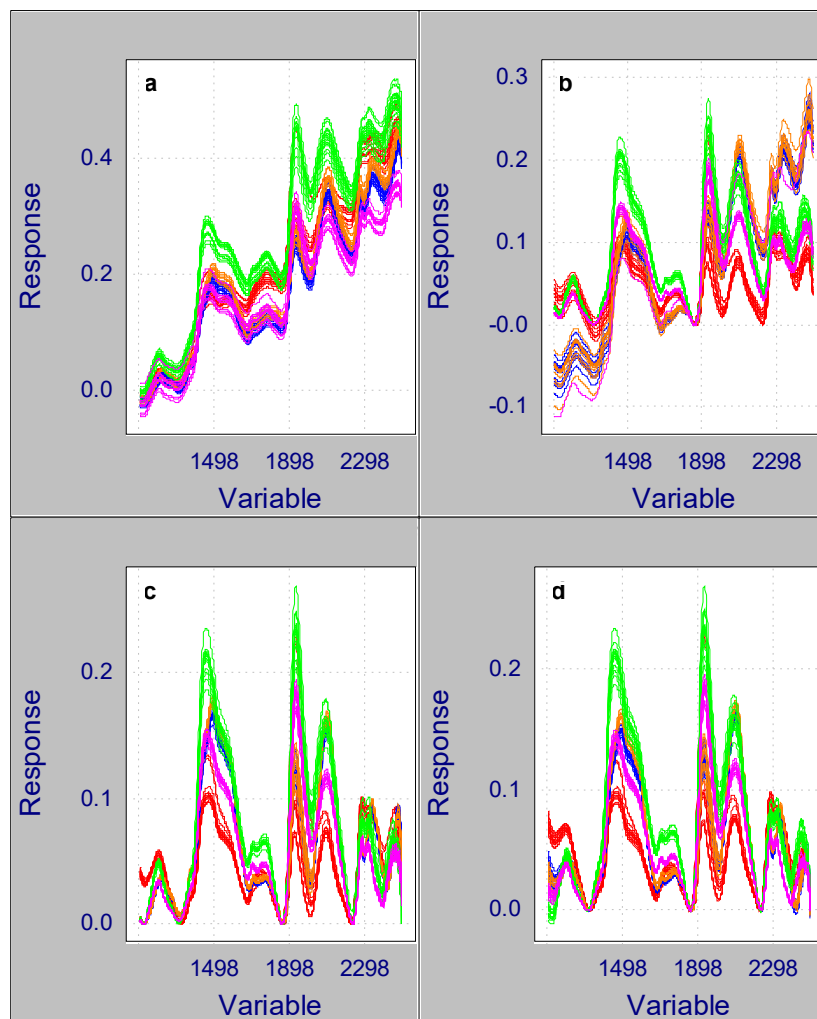 a
0.4
0.2
0.0
Response
1498 1898 2298
Variable
b
0.3
0.2
0.1
-0.0
-0.1
Response
1498 1898 2298
Variable
c
0.2
0.1
0.0
Response
1498 1898 2298
Variable
d
0.2
0.1
0.0
Response
1498 1898 2298
Variable